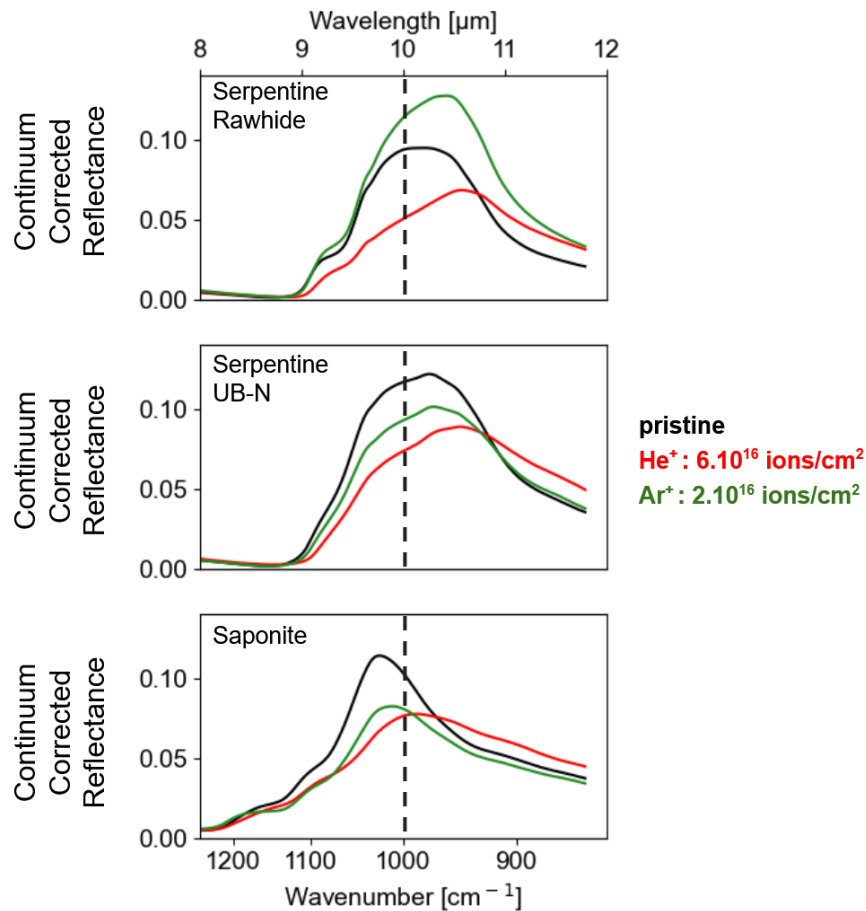 Wavelength [µm]
8 9 10 11 12
Serpentine
Rawhide
Continuum
Corrected
Reflectance
0.10
0.05
0.00
Serpentine
UB-N
Continuum
Corrected
Reflectance
0.10
0.05
0.00
pristine
He⁺ : 6.10¹⁶ ions/cm²
Ar⁺ : 2.10¹⁶ ions/cm²
Saponite
Continuum
Corrected
Reflectance
0.10
0.05
0.00
1200 1100 1000 900
Wavenumber [cm⁻¹]